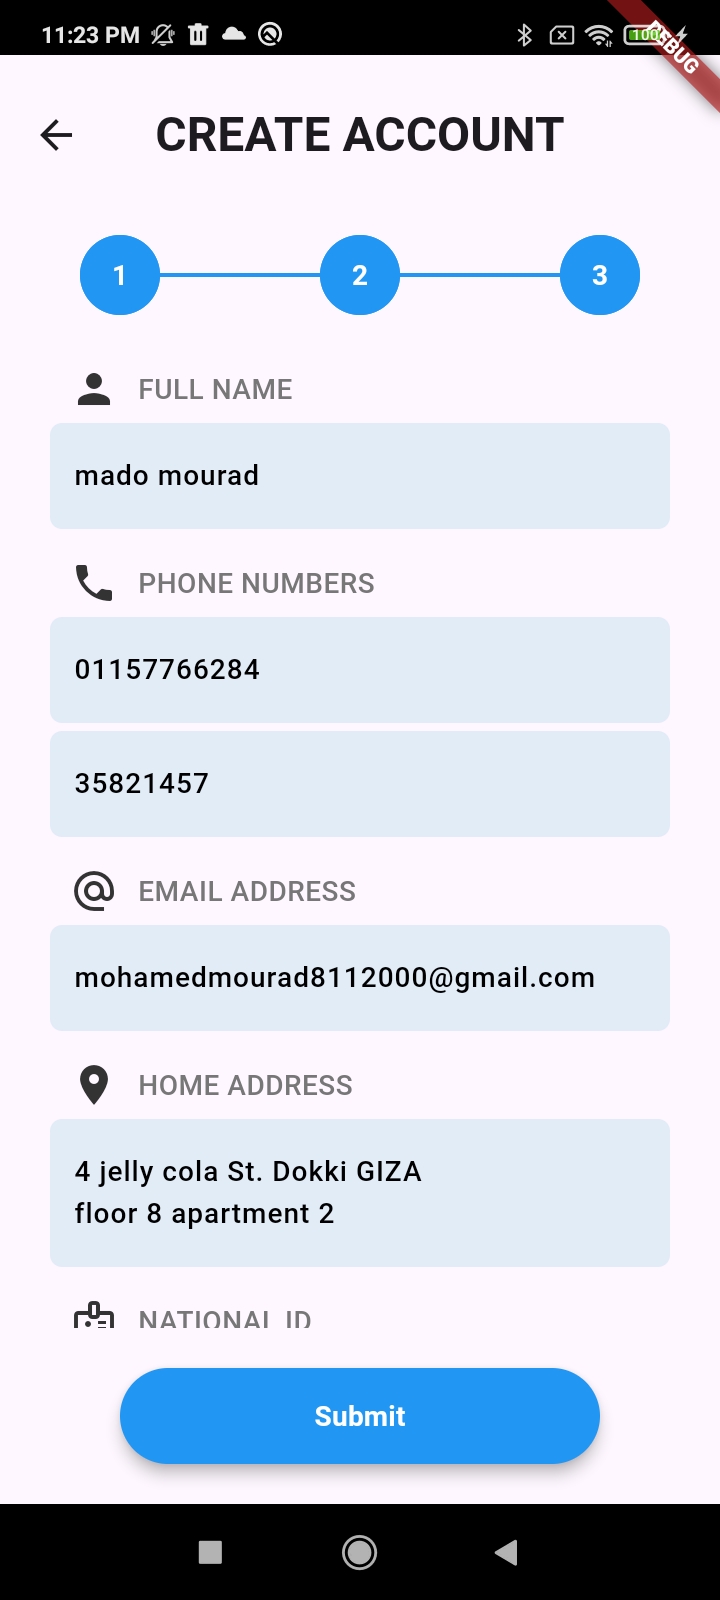 11:23 PM
100
DEBUG
CREATE ACCOUNT
1 2 3
FULL NAME
mado mourad
PHONE NUMBERS
01157766284
35821457
EMAIL ADDRESS
mohamedmourad8112000@gmail.com
HOME ADDRESS
4 jelly cola St. Dokki GIZA
floor 8 apartment 2
NATIONAL ID
Submit